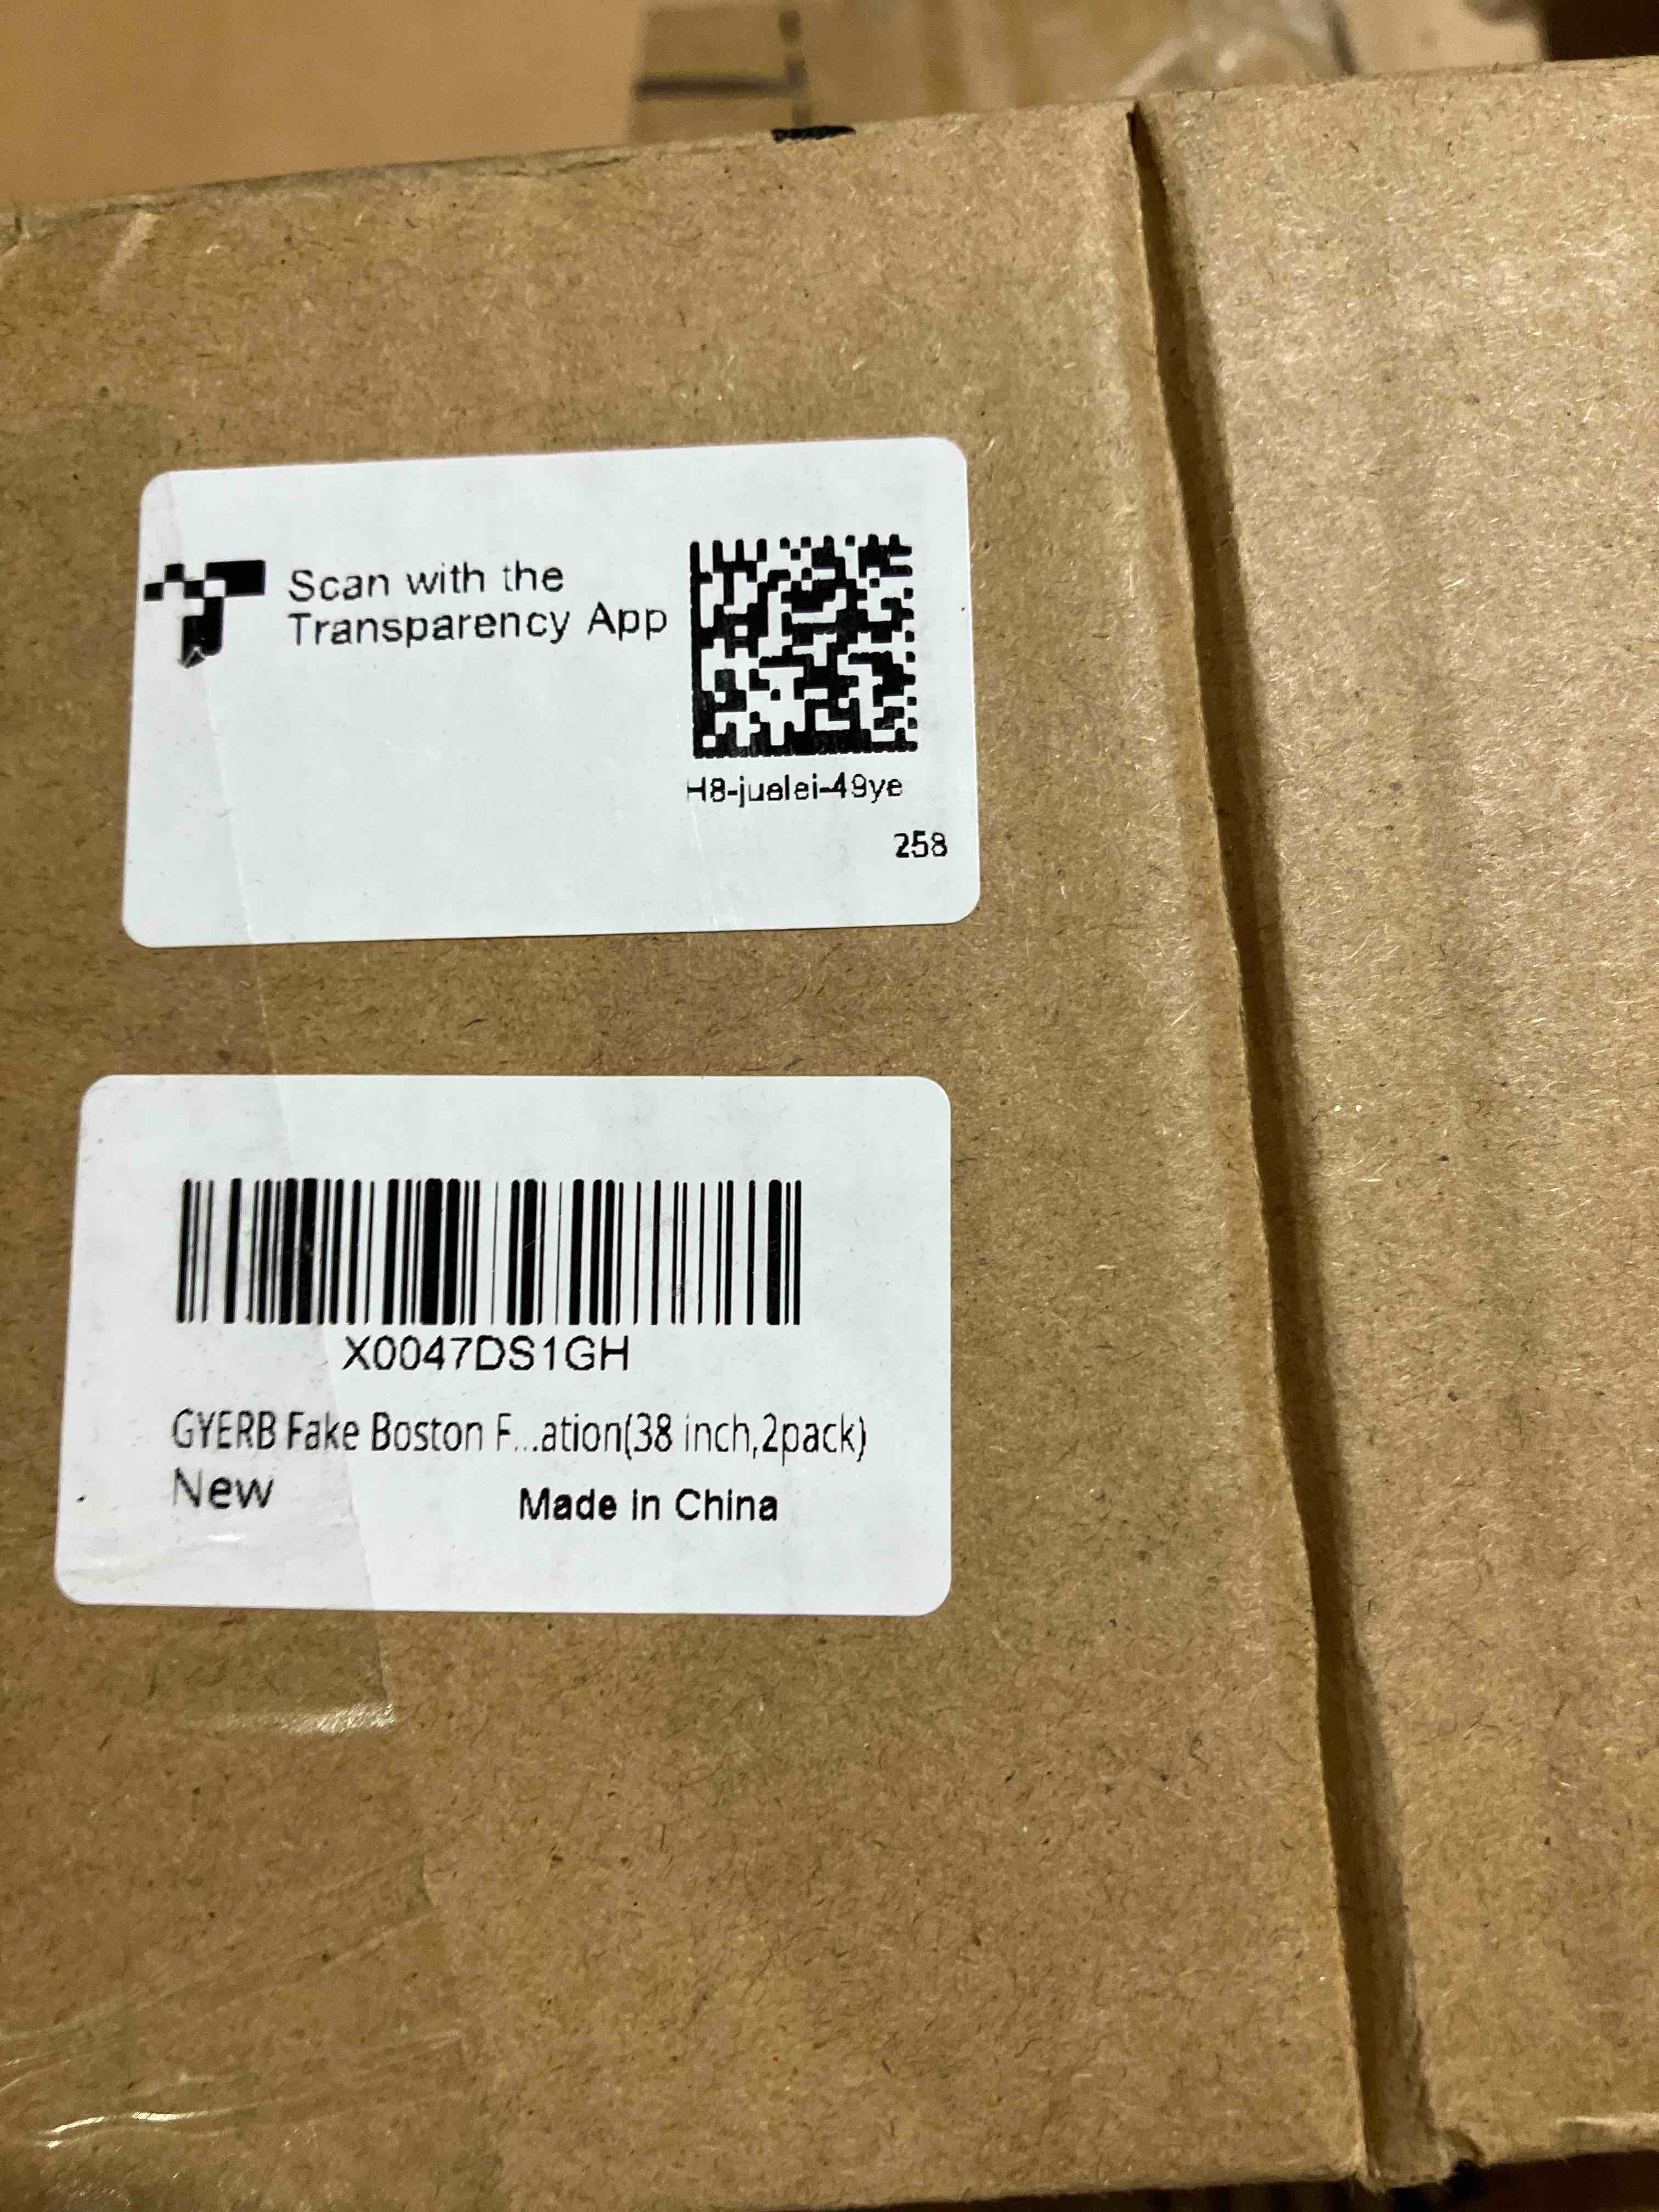 Scan with the
Transparency App
H8-juelei-49ye
258
X0047DS1GH
GYERB Fake Boston F...ation(38 inch,2pack)
New
Made in China